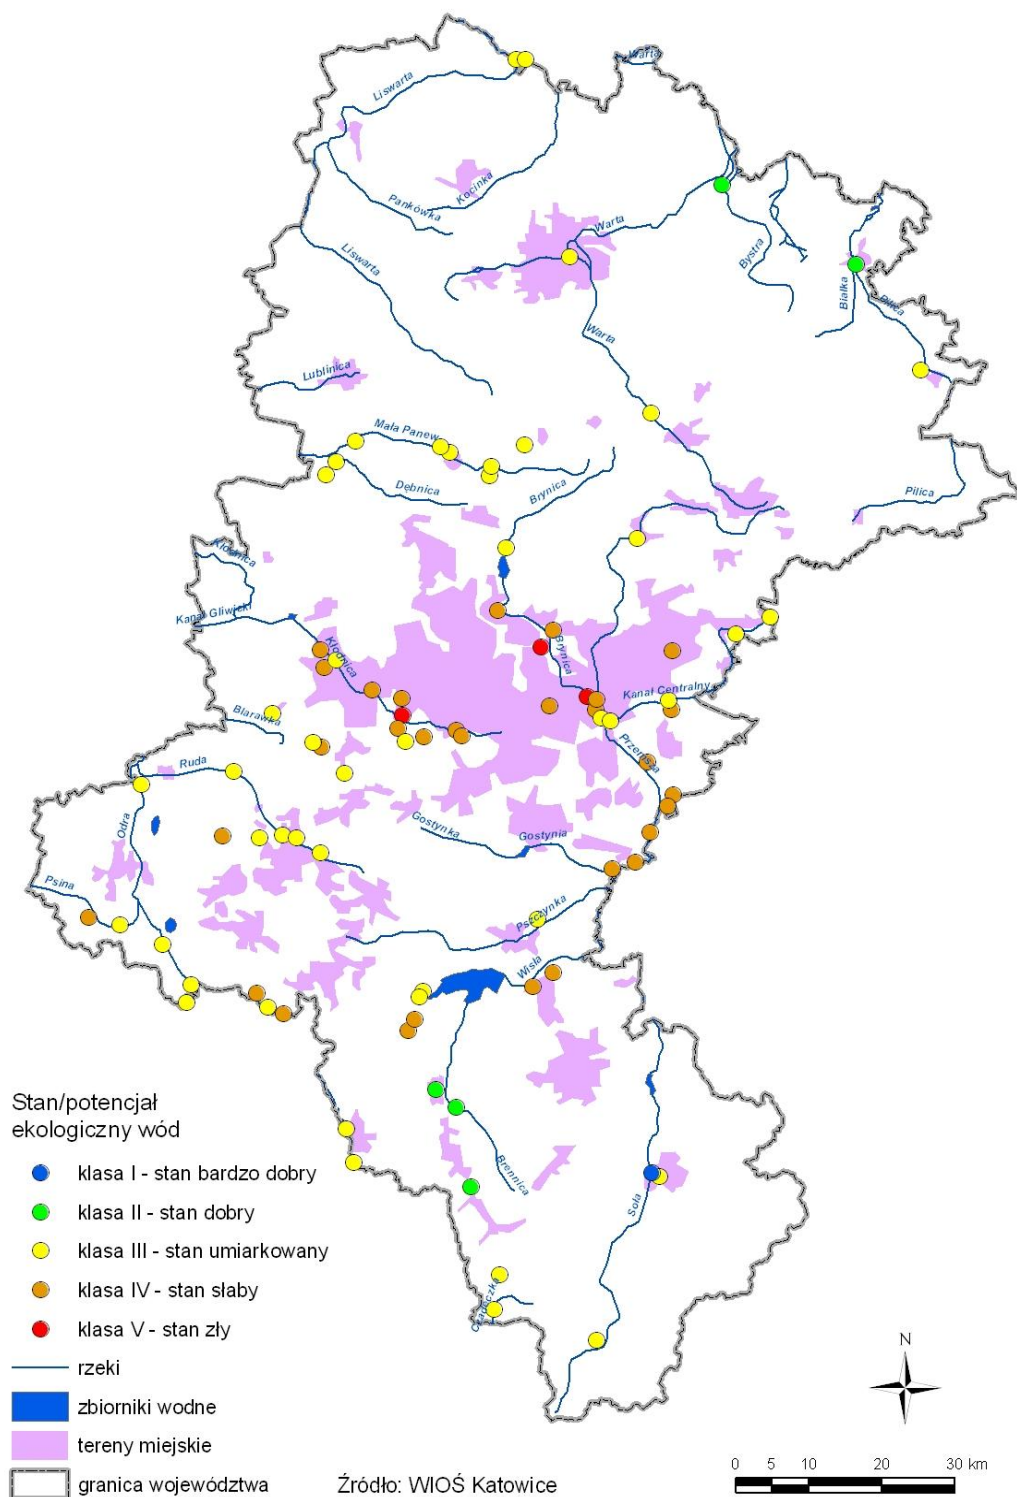 Warta
Liswarta
Kocinka
Pankówka
Warta
Liswarta
Bystra
Białka
Pilica
Warta
Lublinica
Mała Panew
Dębnica
Brynica
Pilica
Kłodnica
Kanał Gliwicki
Kłodnica
Brynica
Kanał Centralny
Bierawka
Przemsza
Ruda
Odra
Gostynka
Gostynia
Psina
Pszczynka
Wisła
Brennica
Soła
Stan/potencjał
ekologiczny wód
klasa I - stan bardzo dobry
klasa II - stan dobry
klasa III - stan umiarkowany
klasa IV - stan słaby
klasa V - stan zły
rzeki
zbiorniki wodne
tereny miejskie
granica województwa
Źródło: WIOŚ Katowice
N
0 5 10 20 30 km